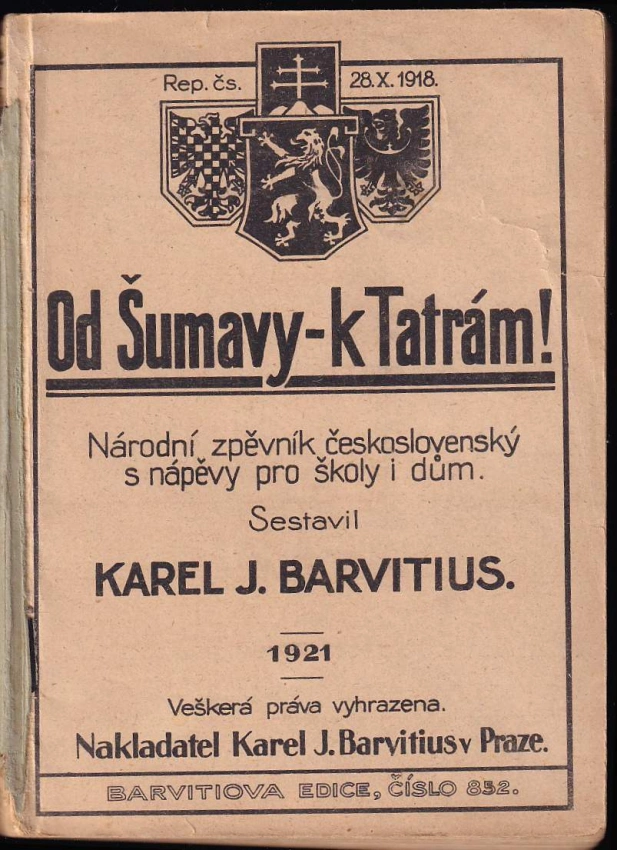 Rep. čs. 28. X. 1918.
Od Šumavy - k Tatrám!
Národní zpěvník československý
s nápěvy pro školy i dům.
Sestavil
KAREL J. BARVITIUS.
1921
Veškerá práva vyhrazena.
Nakladatel Karel J. Barvitius v Praze.
BARVITIOVA EDICE, ČÍSLO 852.